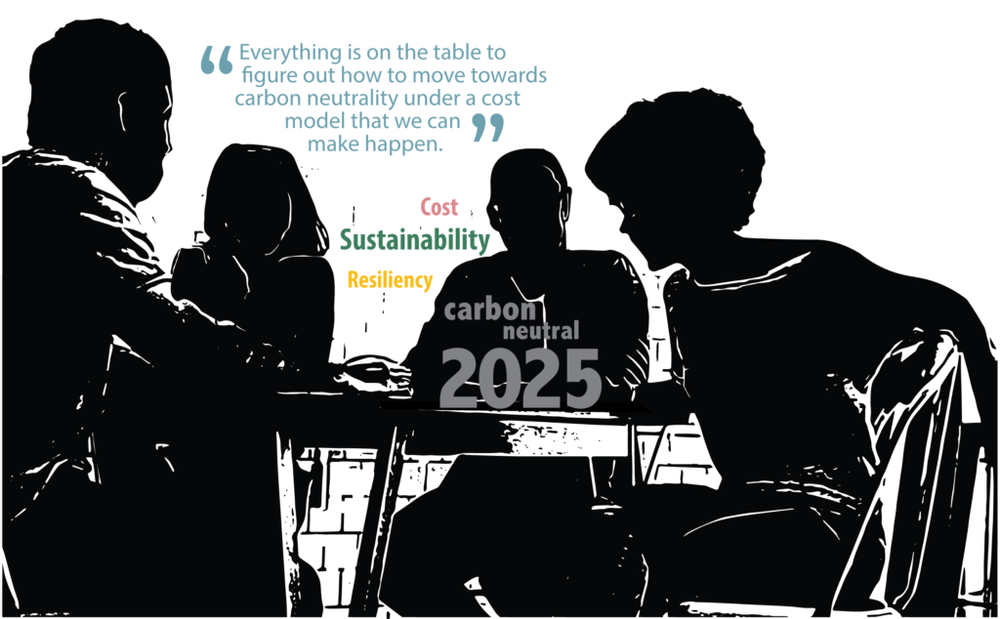 “Everything is on the table to
figure out how to move towards
carbon neutrality under a cost
model that we can
make happen.”
Cost
Sustainability
Resiliency
carbon
neutral
2025